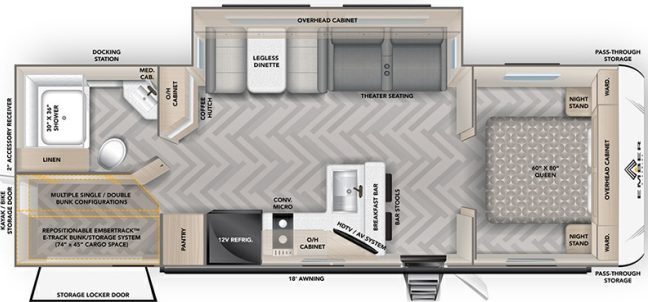 OVERHEAD CABINET
DOCKING
STATION
MED.
CAB.
PASS-THROUGH
STORAGE
LEGLESS
DINETTE
THEATER SEATING
O/H
CABINET
COFFEE
HUTCH
30" X 36"
SHOWER
2" ACCESSORY RECEIVER
LINEN
NIGHT
STAND
WARD.
60" X 80"
QUEEN
OVERHEAD CABINET
EMBER
KAYAK / BIKE
STORAGE DOOR
MULTIPLE SINGLE / DOUBLE
BUNK CONFIGURATIONS
REPOSITIONABLE EMBERTRACK™
E-TRACK BUNK/STORAGE SYSTEM
(74" x 45" CARGO SPACE)
PANTRY
12V REFRIG.
CONV.
MICRO
O/H
CABINET
HDTV / AV SYSTEM
BREAKFAST BAR
BAR STOOLS
NIGHT
STAND
WARD.
18' AWNING
PASS-THROUGH
STORAGE
STORAGE LOCKER DOOR